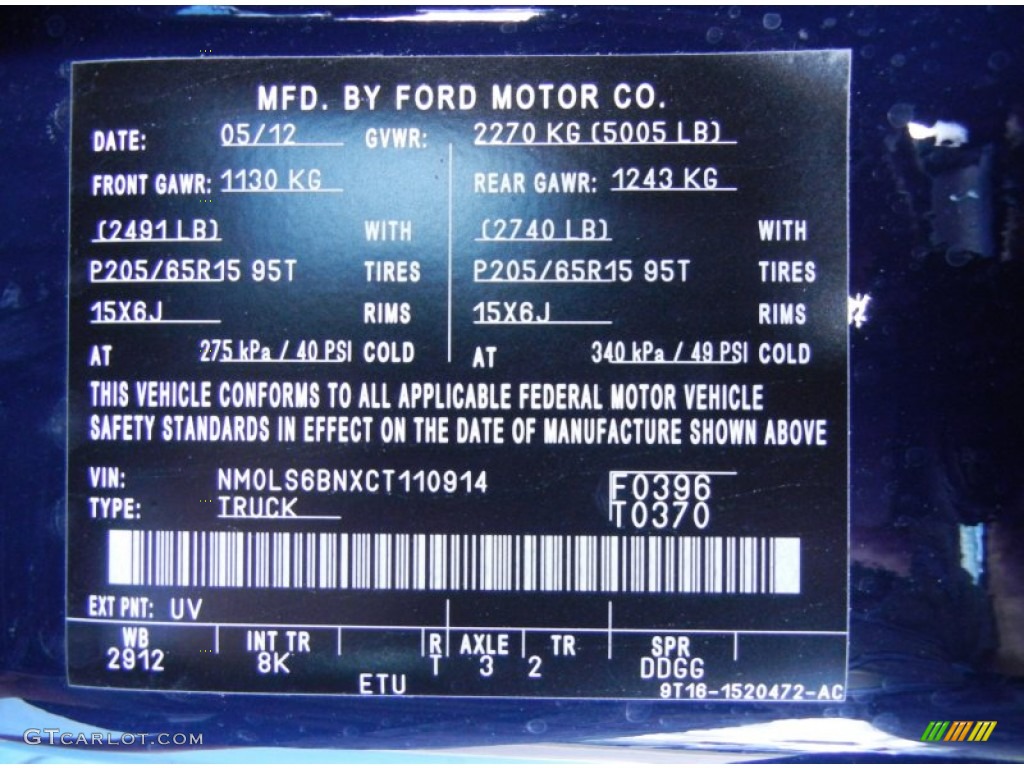 MFD. BY FORD MOTOR CO.
DATE: 05/12 GVWR: 2270 KG (5005 LB)
FRONT GAWR: 1130 KG REAR GAWR: 1243 KG
(2491 LB) WITH (2740 LB) WITH
P205/65R15 95T TIRES P205/65R15 95T TIRES
15X6J RIMS 15X6J RIMS
AT 275 kPa / 40 PSI COLD AT 340 kPa / 49 PSI COLD
THIS VEHICLE CONFORMS TO ALL APPLICABLE FEDERAL MOTOR VEHICLE
SAFETY STANDARDS IN EFFECT ON THE DATE OF MANUFACTURE SHOWN ABOVE
VIN: NM0LS6BNXCT110914 F0396
TYPE: TRUCK T0370
EXT PNT: UV
WB INT TR R AXLE TR SPR
2912 8K T 3 2 DDGG
ETU 9T16-1520472-AC
GTCARLOT.COM